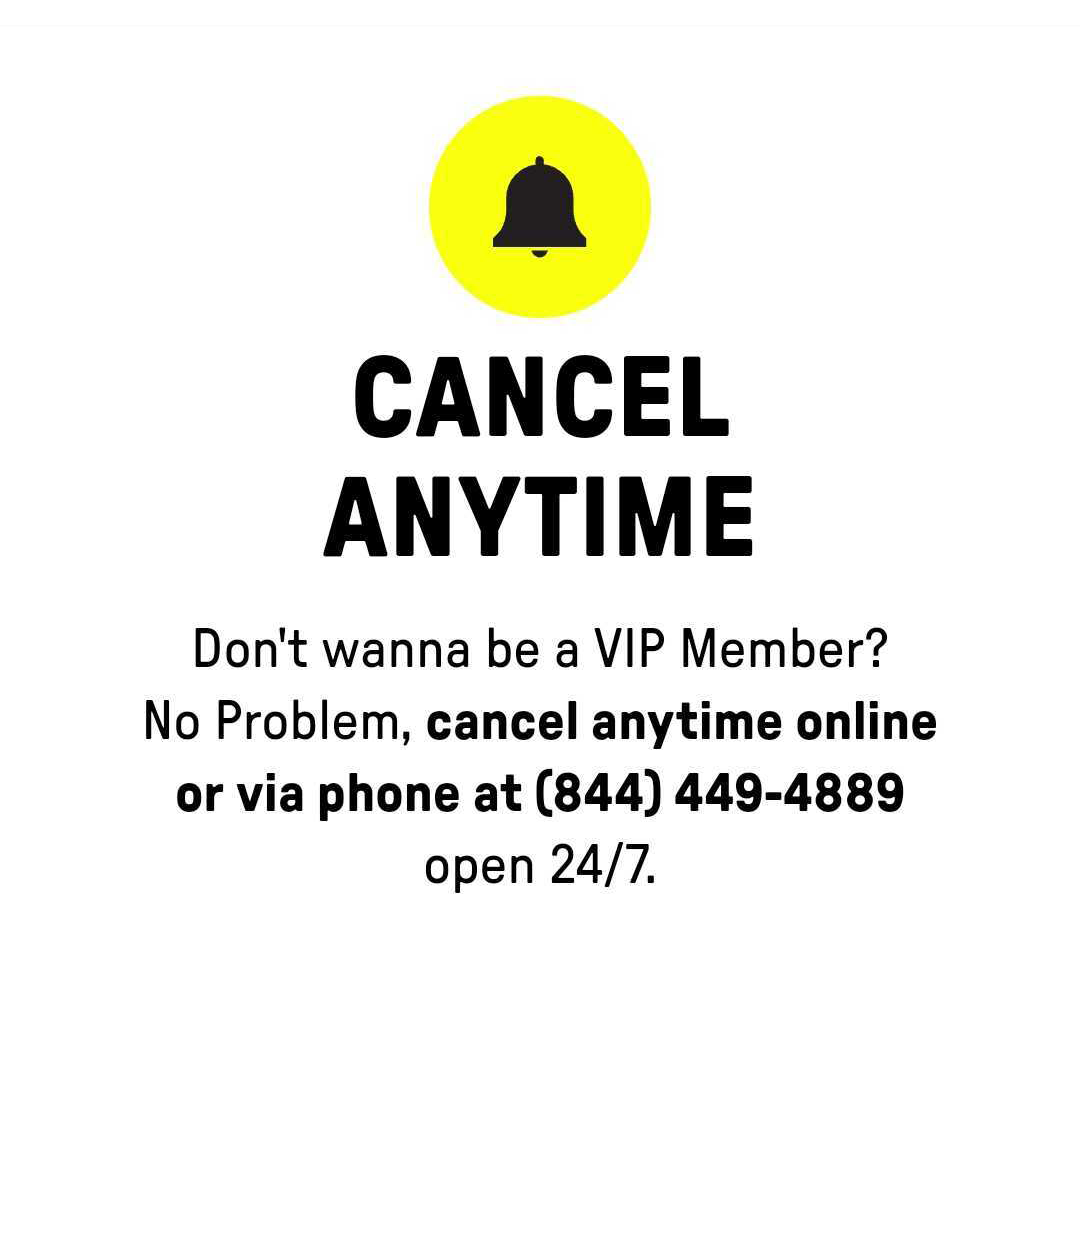 CANCEL
ANYTIME
Don't wanna be a VIP Member?
No Problem, cancel anytime online
or via phone at (844) 449-4889
open 24/7.